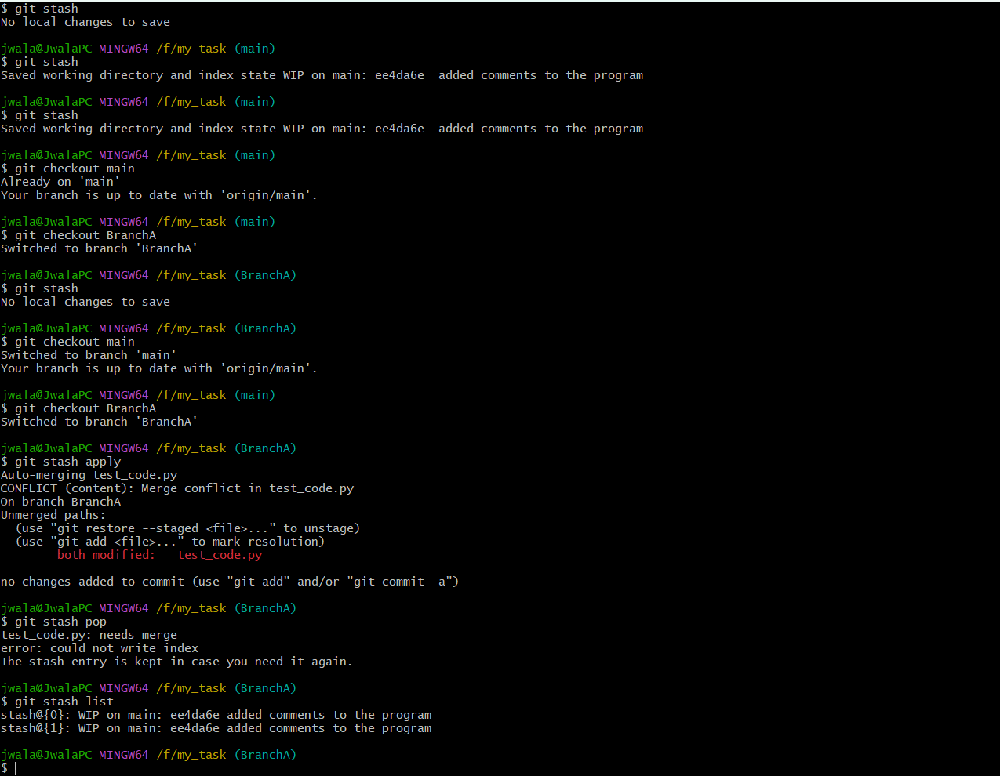 $ git stash
No local changes to save
jwala@JwalaPC MINGW64 /f/my_task (main)
$ git stash
Saved working directory and index state WIP on main: ee4da6e  added comments to the program
jwala@JwalaPC MINGW64 /f/my_task (main)
$ git stash
Saved working directory and index state WIP on main: ee4da6e  added comments to the program
jwala@JwalaPC MINGW64 /f/my_task (main)
$ git checkout main
Already on 'main'
Your branch is up to date with 'origin/main'.
jwala@JwalaPC MINGW64 /f/my_task (main)
$ git checkout BranchA
Switched to branch 'BranchA'
jwala@JwalaPC MINGW64 /f/my_task (BranchA)
$ git stash
No local changes to save
jwala@JwalaPC MINGW64 /f/my_task (BranchA)
$ git checkout main
Switched to branch 'main'
Your branch is up to date with 'origin/main'.
jwala@JwalaPC MINGW64 /f/my_task (main)
$ git checkout BranchA
Switched to branch 'BranchA'
jwala@JwalaPC MINGW64 /f/my_task (BranchA)
$ git stash apply
Auto-merging test_code.py
CONFLICT (content): Merge conflict in test_code.py
On branch BranchA
Unmerged paths:
  (use "git restore --staged <file>..." to unstage)
  (use "git add <file>..." to mark resolution)
        both modified:   test_code.py
no changes added to commit (use "git add" and/or "git commit -a")
jwala@JwalaPC MINGW64 /f/my_task (BranchA)
$ git stash pop
test_code.py: needs merge
error: could not write index
The stash entry is kept in case you need it again.
jwala@JwalaPC MINGW64 /f/my_task (BranchA)
$ git stash list
stash@{0}: WIP on main: ee4da6e added comments to the program
stash@{1}: WIP on main: ee4da6e added comments to the program
jwala@JwalaPC MINGW64 /f/my_task (BranchA)
$